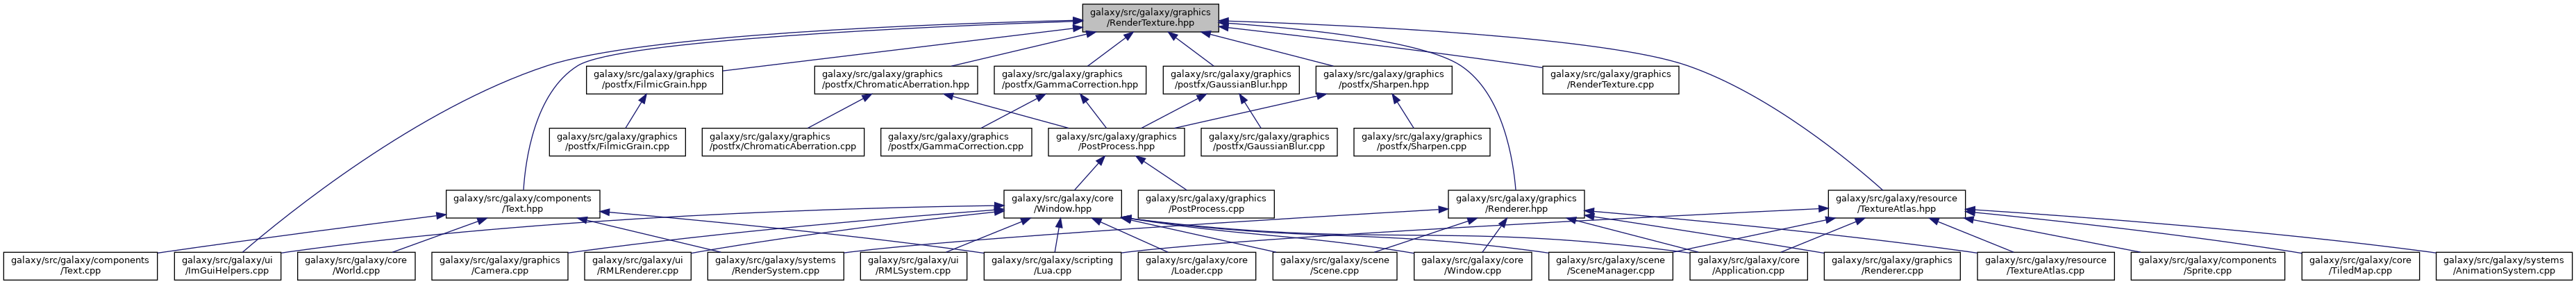 galaxy/src/galaxy/graphics
/RenderTexture.hpp
galaxy/src/galaxy/graphics
/postfx/FilmicGrain.hpp
galaxy/src/galaxy/graphics
/postfx/ChromaticAberration.hpp
galaxy/src/galaxy/graphics
/postfx/GammaCorrection.hpp
galaxy/src/galaxy/graphics
/postfx/GaussianBlur.hpp
galaxy/src/galaxy/graphics
/postfx/Sharpen.hpp
galaxy/src/galaxy/graphics
/RenderTexture.cpp
galaxy/src/galaxy/graphics
/postfx/FilmicGrain.cpp
galaxy/src/galaxy/graphics
/postfx/ChromaticAberration.cpp
galaxy/src/galaxy/graphics
/postfx/GammaCorrection.cpp
galaxy/src/galaxy/graphics
/PostProcess.hpp
galaxy/src/galaxy/graphics
/postfx/GaussianBlur.cpp
galaxy/src/galaxy/graphics
/postfx/Sharpen.cpp
galaxy/src/galaxy/components
/Text.hpp
galaxy/src/galaxy/core
/Window.hpp
galaxy/src/galaxy/graphics
/PostProcess.cpp
galaxy/src/galaxy/graphics
/Renderer.hpp
galaxy/src/galaxy/resource
/TextureAtlas.hpp
galaxy/src/galaxy/components
/Text.cpp
galaxy/src/galaxy/ui
/ImGuiHelpers.cpp
galaxy/src/galaxy/core
/World.cpp
galaxy/src/galaxy/graphics
/Camera.cpp
galaxy/src/galaxy/ui
/RMLRenderer.cpp
galaxy/src/galaxy/systems
/RenderSystem.cpp
galaxy/src/galaxy/ui
/RMLSystem.cpp
galaxy/src/galaxy/scripting
/Lua.cpp
galaxy/src/galaxy/core
/Loader.cpp
galaxy/src/galaxy/scene
/Scene.cpp
galaxy/src/galaxy/core
/Window.cpp
galaxy/src/galaxy/scene
/SceneManager.cpp
galaxy/src/galaxy/core
/Application.cpp
galaxy/src/galaxy/graphics
/Renderer.cpp
galaxy/src/galaxy/resource
/TextureAtlas.cpp
galaxy/src/galaxy/components
/Sprite.cpp
galaxy/src/galaxy/core
/TiledMap.cpp
galaxy/src/galaxy/systems
/AnimationSystem.cpp